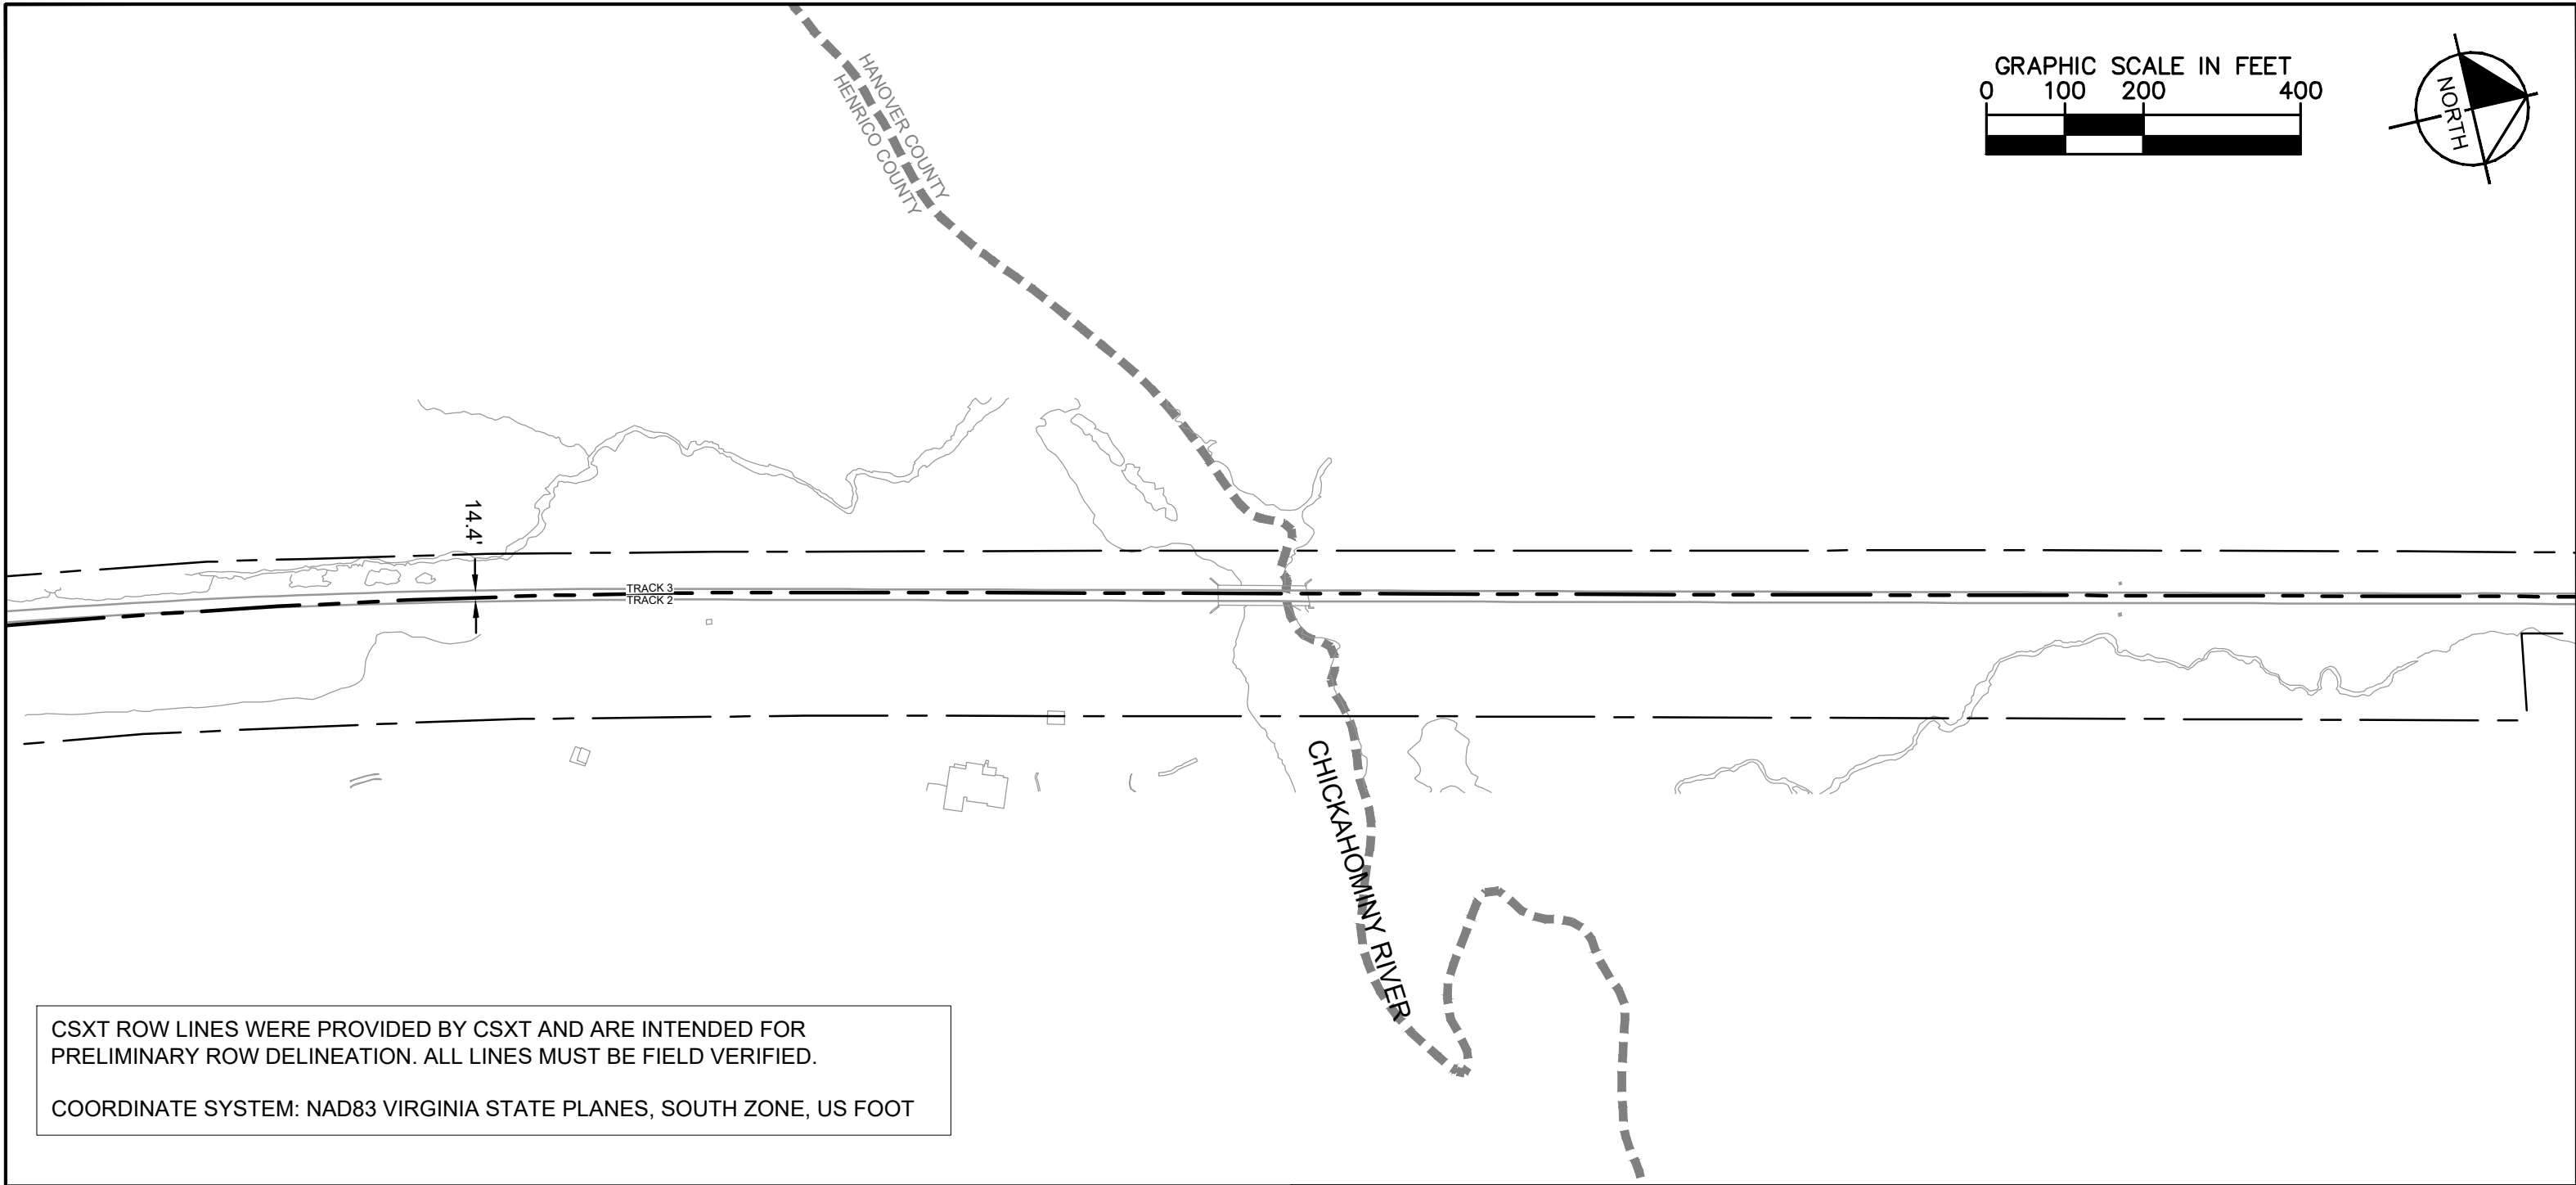 HANOVER COUNTY
HENRICO COUNTY
GRAPHIC SCALE IN FEET
0 100 200 400
NORTH
14.4'
TRACK 3
TRACK 2
CHICKAHOMINY RIVER
CSXT ROW LINES WERE PROVIDED BY CSXT AND ARE INTENDED FOR
PRELIMINARY ROW DELINEATION. ALL LINES MUST BE FIELD VERIFIED.
COORDINATE SYSTEM: NAD83 VIRGINIA STATE PLANES, SOUTH ZONE, US FOOT